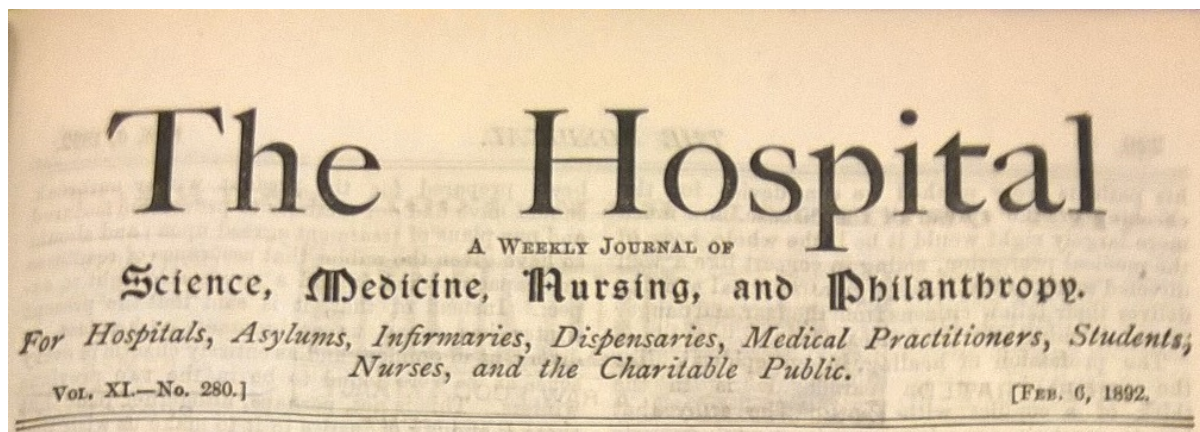 The Hospital
A WEEKLY JOURNAL OF
Science, Medicine, Nursing, and Philanthropy.
For Hospitals, Asylums, Infirmaries, Dispensaries, Medical Practitioners, Students,
Nurses, and the Charitable Public.
VOL. XI.—No. 280.] [FEB. 6, 1892.